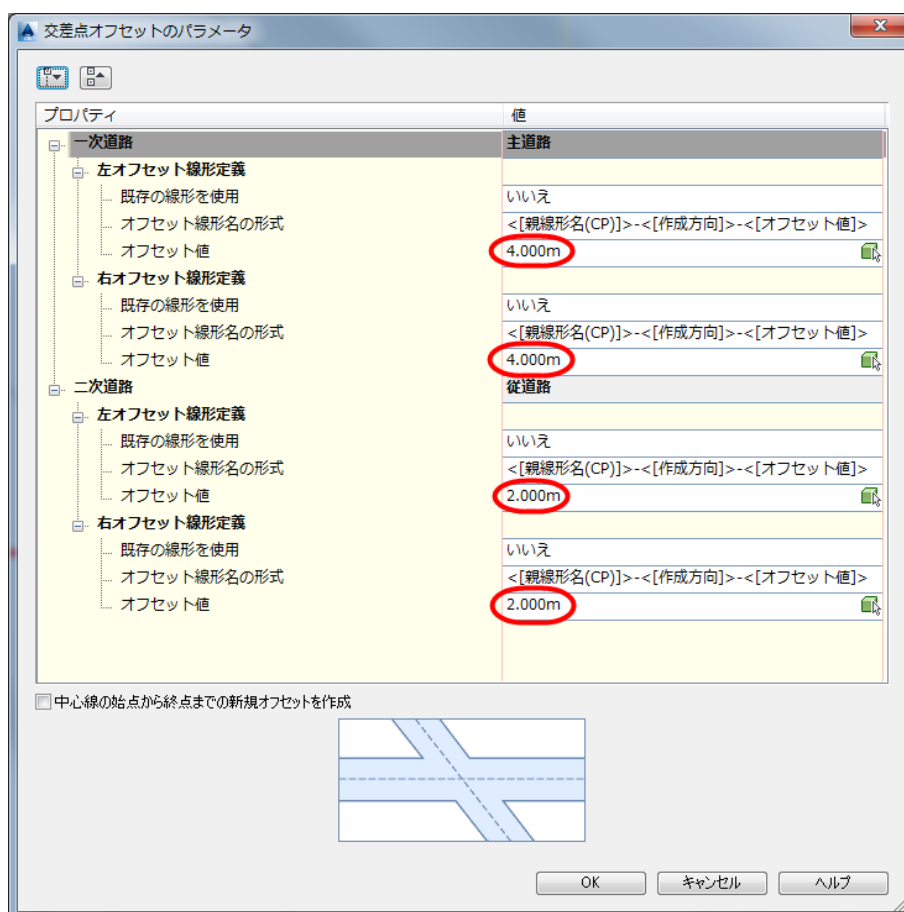 交差点オフセットのパラメータ
プロパティ 値
一次道路 主道路
左オフセット線形定義
既存の線形を使用 いいえ
オフセット線形名の形式 <[親線形名(CP)]>-<[作成方向]>-<[オフセット値]>
オフセット値 4.000m
右オフセット線形定義
既存の線形を使用 いいえ
オフセット線形名の形式 <[親線形名(CP)]>-<[作成方向]>-<[オフセット値]>
オフセット値 4.000m
二次道路 従道路
左オフセット線形定義
既存の線形を使用 いいえ
オフセット線形名の形式 <[親線形名(CP)]>-<[作成方向]>-<[オフセット値]>
オフセット値 2.000m
右オフセット線形定義
既存の線形を使用 いいえ
オフセット線形名の形式 <[親線形名(CP)]>-<[作成方向]>-<[オフセット値]>
オフセット値 2.000m
中心線の始点から終点までの新規オフセットを作成
OK キャンセル ヘルプ